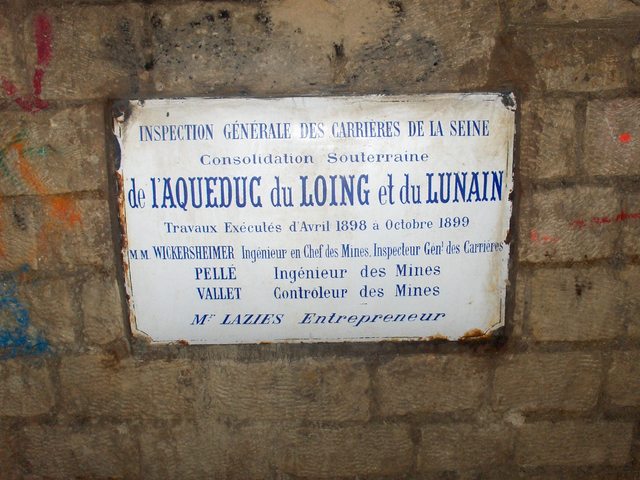 INSPECTION GÉNÉRALE DES CARRIÈRES DE LA SEINE
Consolidation Souterraine
de l'AQUEDUC du LOING et du LUNAIN
Travaux Exécutés d'Avril 1898 à Octobre 1899
M.M. WICKERSHEIMER Ingénieur en Chef des Mines, Inspecteur Genl des Carrières
PELLÉ Ingénieur des Mines
VALLET Contrôleur des Mines
Mr LAZIES Entrepreneur